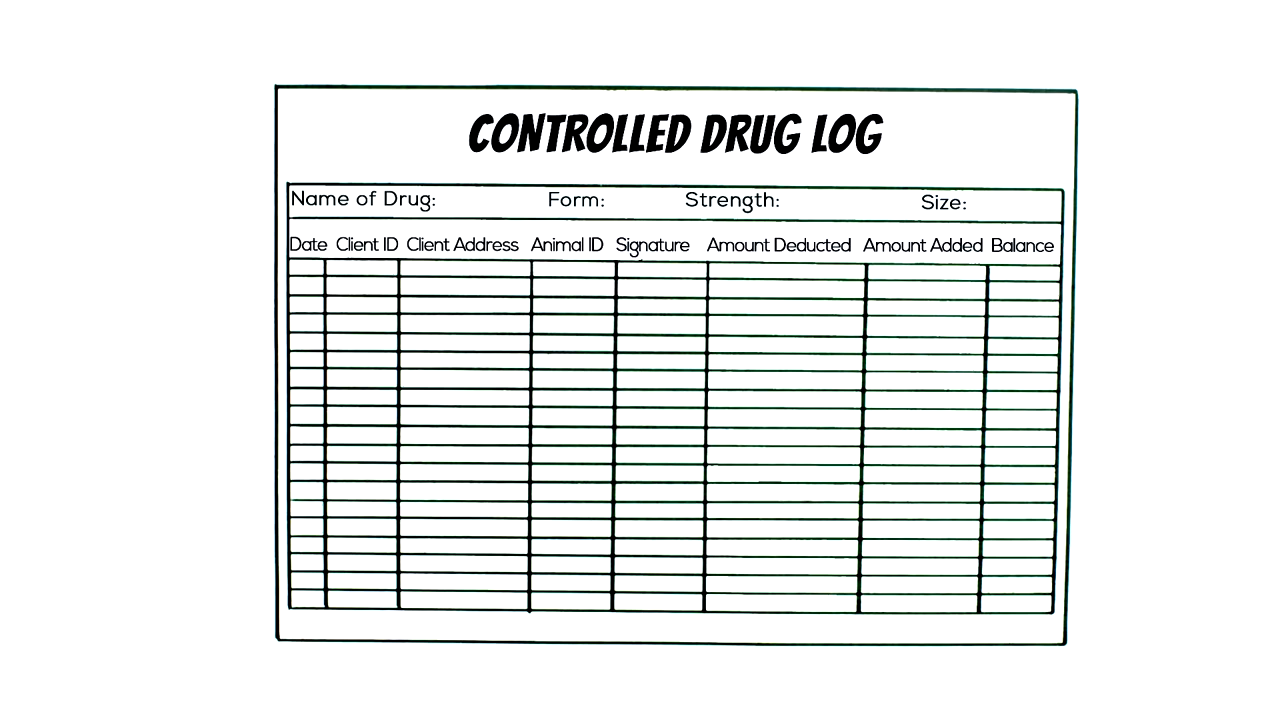 CONTROLLED DRUG LOG
Name of Drug: Form: Strength: Size:
Date Client ID Client Address Animal ID Signature Amount Deducted Amount Added Balance